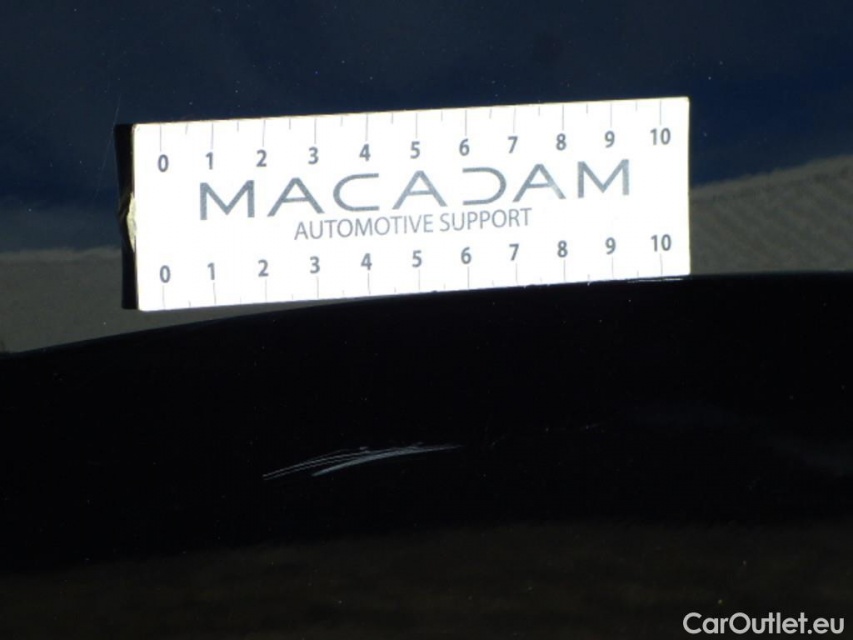 0 1 2 3 4 5 6 7 8 9 10
MACADAM
AUTOMOTIVE SUPPORT
0 1 2 3 4 5 6 7 8 9 10
CarOutlet.eu